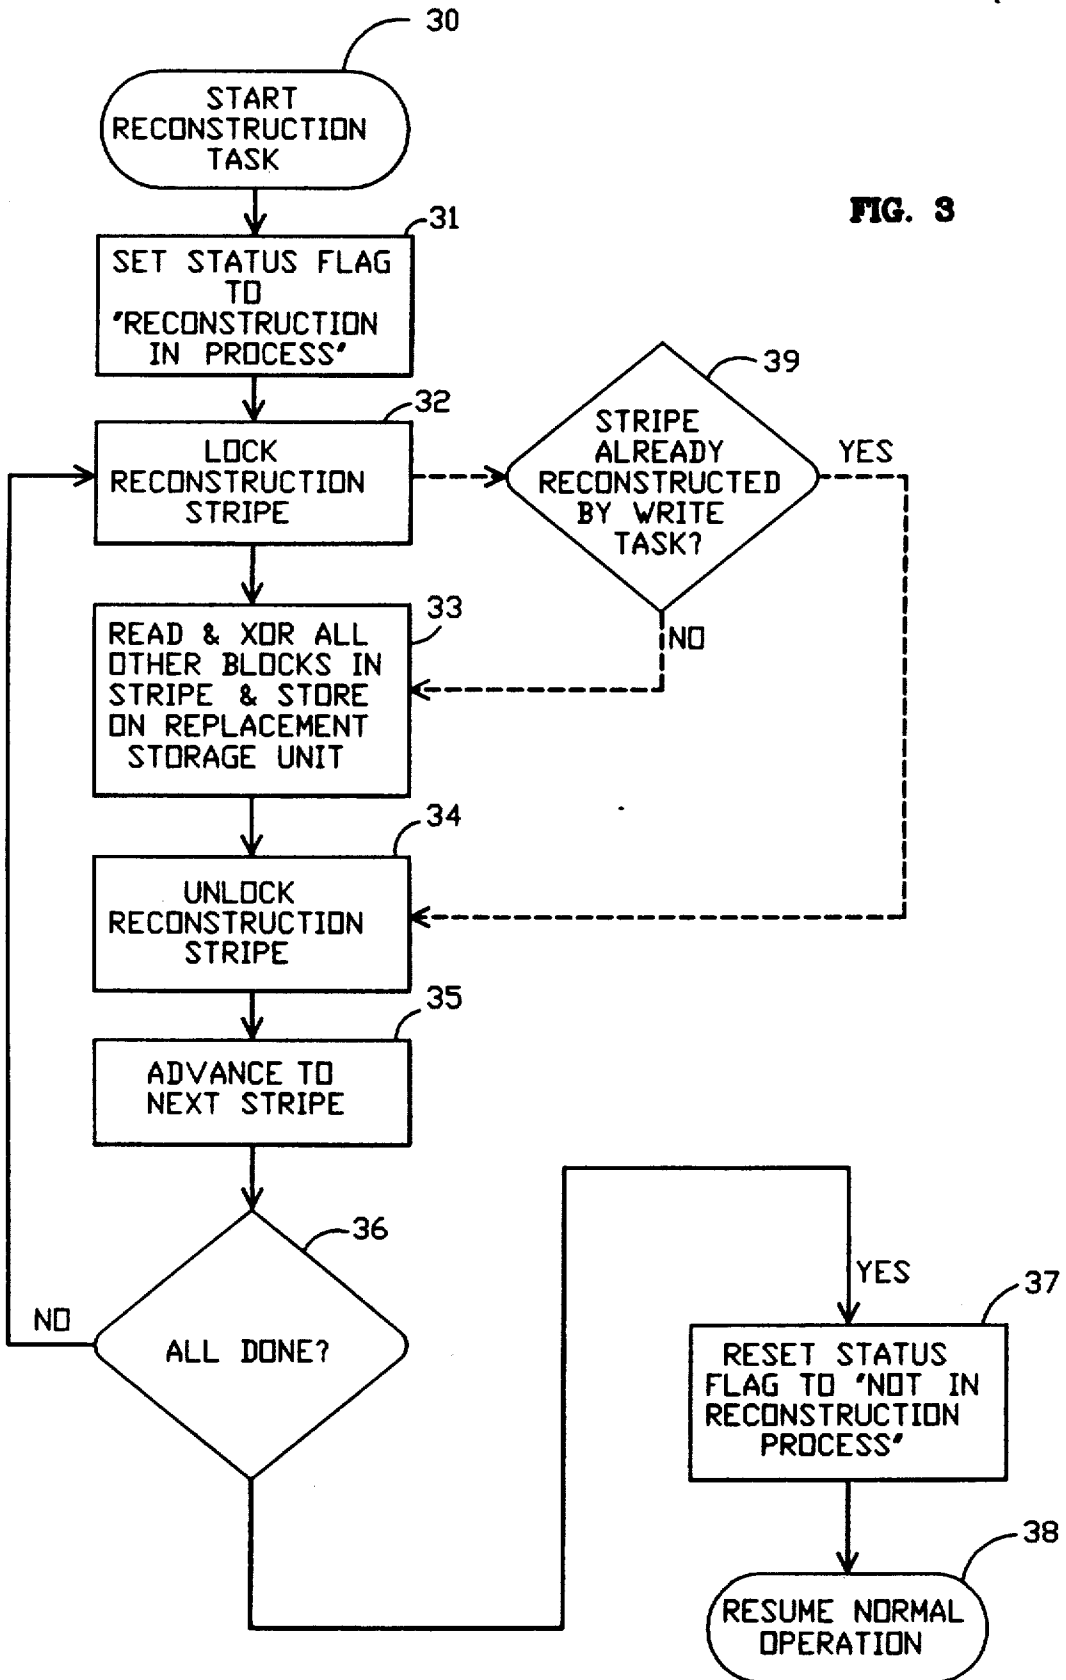 30
START
RECONSTRUCTION
TASK
FIG. 3
31
SET STATUS FLAG
TO
"RECONSTRUCTION
IN PROCESS"
32
LOCK
RECONSTRUCTION
STRIPE
39
STRIPE
ALREADY
RECONSTRUCTED
BY WRITE
TASK?
YES
NO
33
READ & XOR ALL
OTHER BLOCKS IN
STRIPE & STORE
ON REPLACEMENT
STORAGE UNIT
34
UNLOCK
RECONSTRUCTION
STRIPE
35
ADVANCE TO
NEXT STRIPE
36
ALL DONE?
NO
YES
37
RESET STATUS
FLAG TO "NOT IN
RECONSTRUCTION
PROCESS"
38
RESUME NORMAL
OPERATION